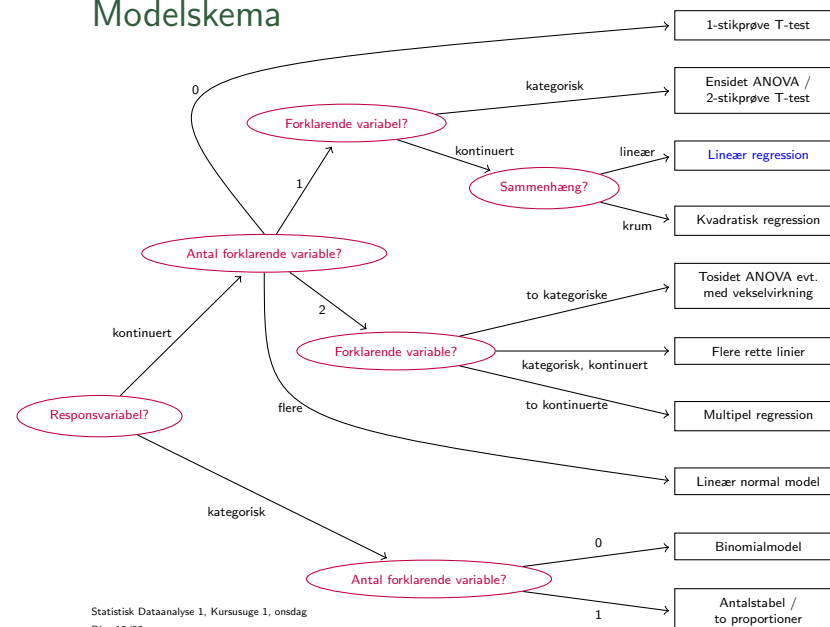 Modelskema
1-stikprøve T-test
0
kategorisk
Ensidet ANOVA /
2-stikprøve T-test
Forklarende variabel?
kontinuert
lineær
Lineær regression
1
Sammenhæng?
krum
Kvadratisk regression
Antal forklarende variable?
to kategoriske
Tosidet ANOVA evt.
med vekselvirkning
2
kontinuert
Forklarende variable?
kategorisk, kontinuert
Flere rette linier
to kontinuerte
Multipel regression
flere
Responsvariabel?
Lineær normal model
kategorisk
0
Binomialmodel
Antal forklarende variable?
1
Antalstabel /
to proportioner
Statistisk Dataanalyse 1, Kursusuge 1, onsdag